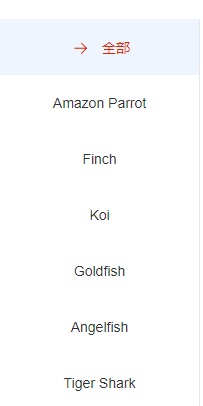 全部
Amazon Parrot
Finch
Koi
Goldfish
Angelfish
Tiger Shark